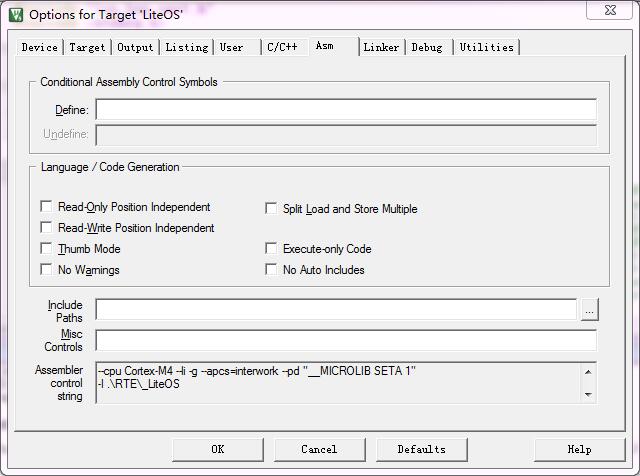 Options for Target 'LiteOS'
Device Target Output Listing User C/C++ Asm Linker Debug Utilities
Conditional Assembly Control Symbols
Define:
Undefine:
Language / Code Generation
Read-Only Position Independent
Split Load and Store Multiple
Read-Write Position Independent
Thumb Mode
Execute-only Code
No Warnings
No Auto Includes
Include
Paths
...
Misc
Controls
Assembler
control
string
--cpu Cortex-M4 --li -g --apcs=interwork --pd "__MICROLIB SETA 1"
-I .\RTE\_LiteOS
OK Cancel Defaults Help